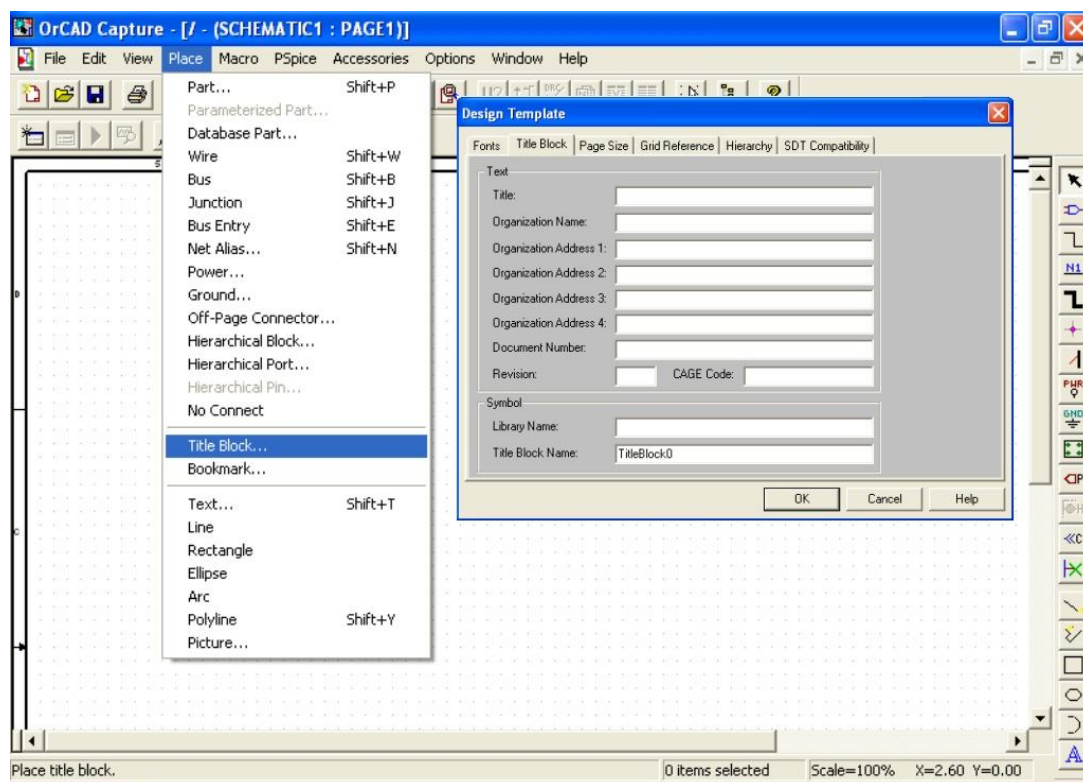 OrCAD Capture - [/ - (SCHEMATIC1 : PAGE1)]
File Edit View Place Macro PSpice Accessories Options Window Help
Part... Shift+P
Parameterized Part...
Database Part...
Wire Shift+W
Bus Shift+B
Junction Shift+J
Bus Entry Shift+E
Net Alias... Shift+N
Power...
Ground...
Off-Page Connector...
Hierarchical Block...
Hierarchical Port...
Hierarchical Pin...
No Connect
Title Block...
Bookmark...
Text... Shift+T
Line
Rectangle
Ellipse
Arc
Polyline Shift+Y
Picture...
Design Template
Fonts Title Block Page Size Grid Reference Hierarchy SDT Compatibility
Text
Title:
Organization Name:
Organization Address 1:
Organization Address 2:
Organization Address 3:
Organization Address 4:
Document Number:
Revision: CAGE Code:
Symbol
Library Name:
Title Block Name: TitleBlock0
OK Cancel Help
5
D
C
N1
PWR
GND
Place title block. 0 items selected Scale=100% X=2.60 Y=0.00